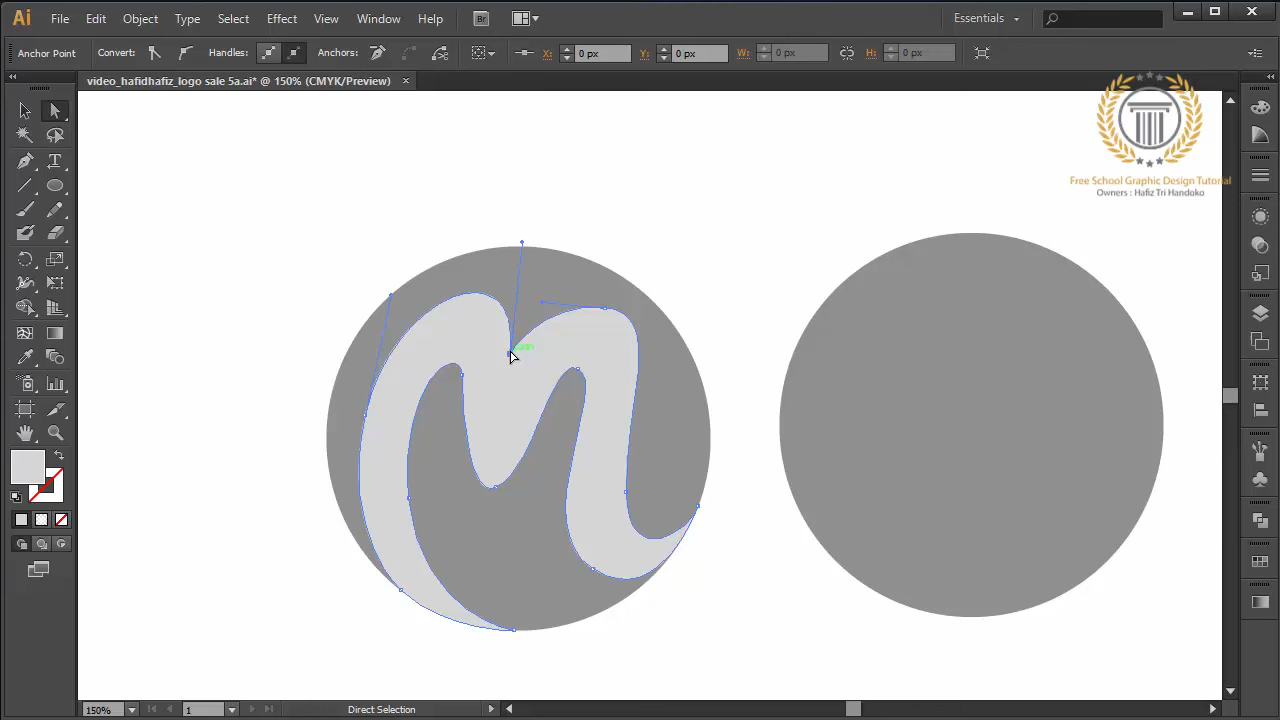 Ai File Edit Object Type Select Effect View Window Help Br Essentials
Anchor Point Convert: Handles: Anchors: X: 0 px Y: 0 px W: 0 px H: 0 px
video_hafidhafiz_logo sale 5a.ai* @ 150% (CMYK/Preview)
Free School Graphic Design Tutorial
Owners : Hafiz Tri Handoko
150% 1 Direct Selection